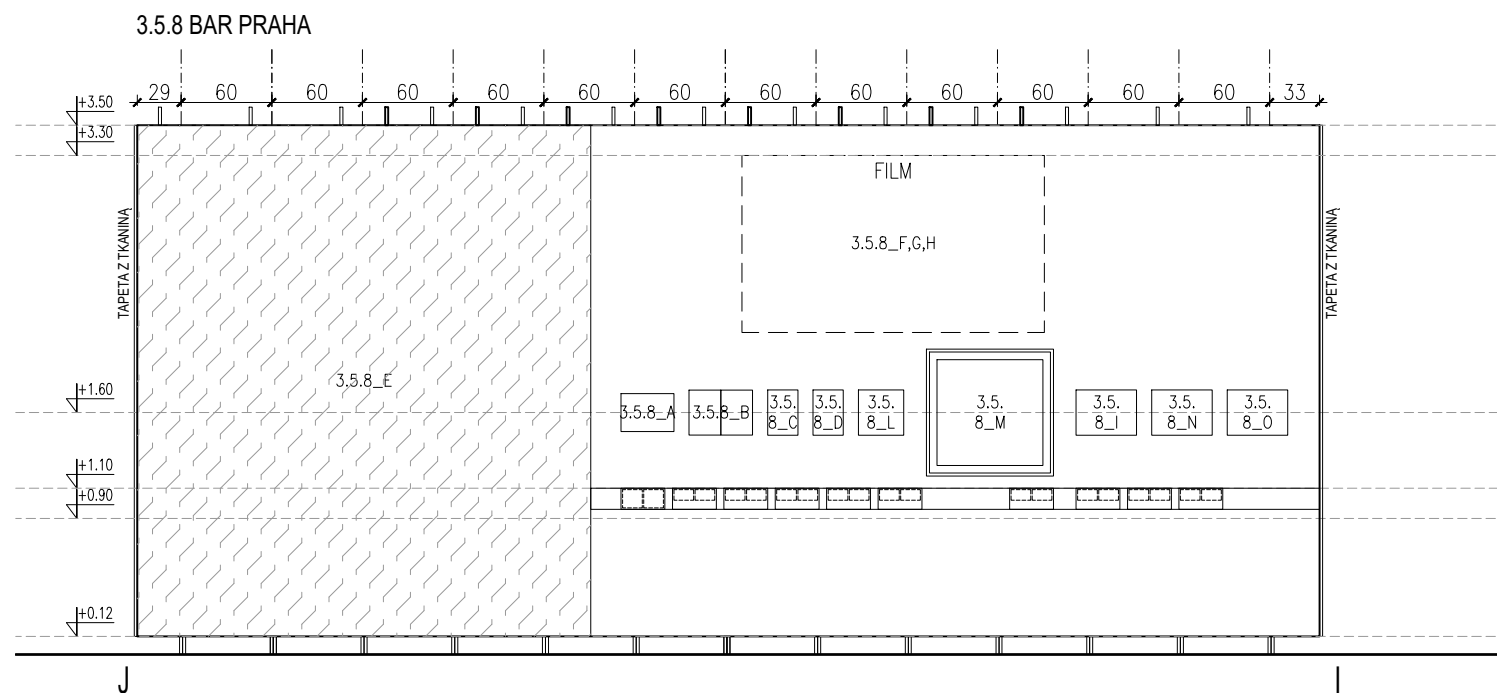 3.5.8 BAR PRAHA
29 60 60 60 60 60 60 60 60 60 60 60 60 33
+3.50
+3.30
FILM
3.5.8_F,G,H
TAPETA Z TKANINĄ
TAPETA Z TKANINĄ
3.5.8_E
+1.60
3.5.8_A
3.5.8_B
3.5.
8_C
3.5.
8_D
3.5.
8_L
3.5.
8_M
3.5.
8_I
3.5.
8_N
3.5.
8_O
+1.10
+0.90
+0.12
J
I